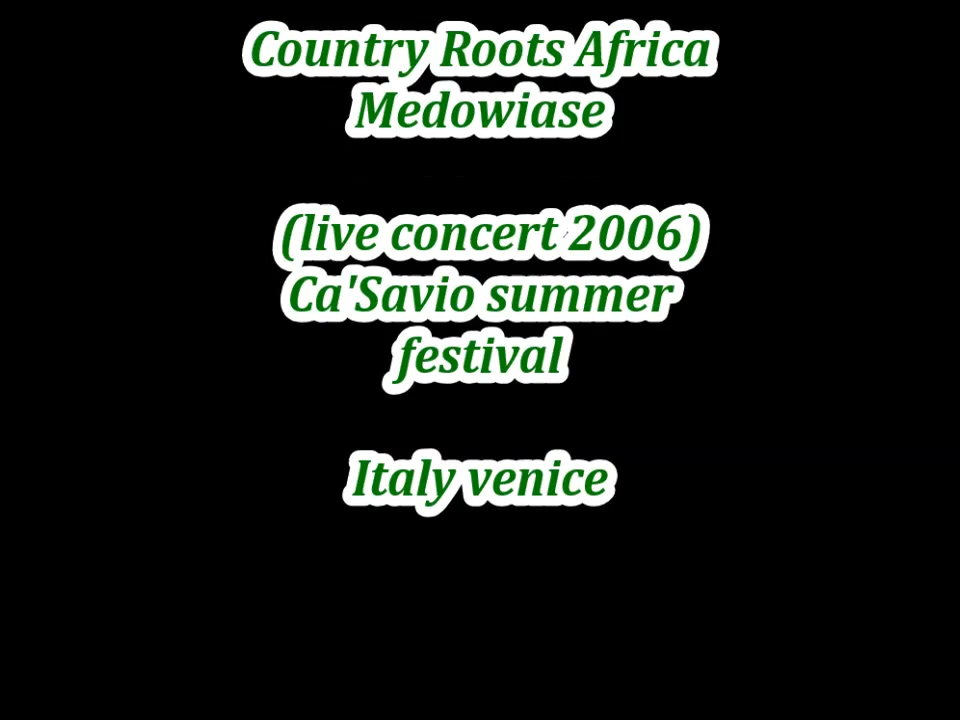 Country Roots Africa
Medowiase
(live concert 2006)
Ca'Savio summer
festival
Italy venice